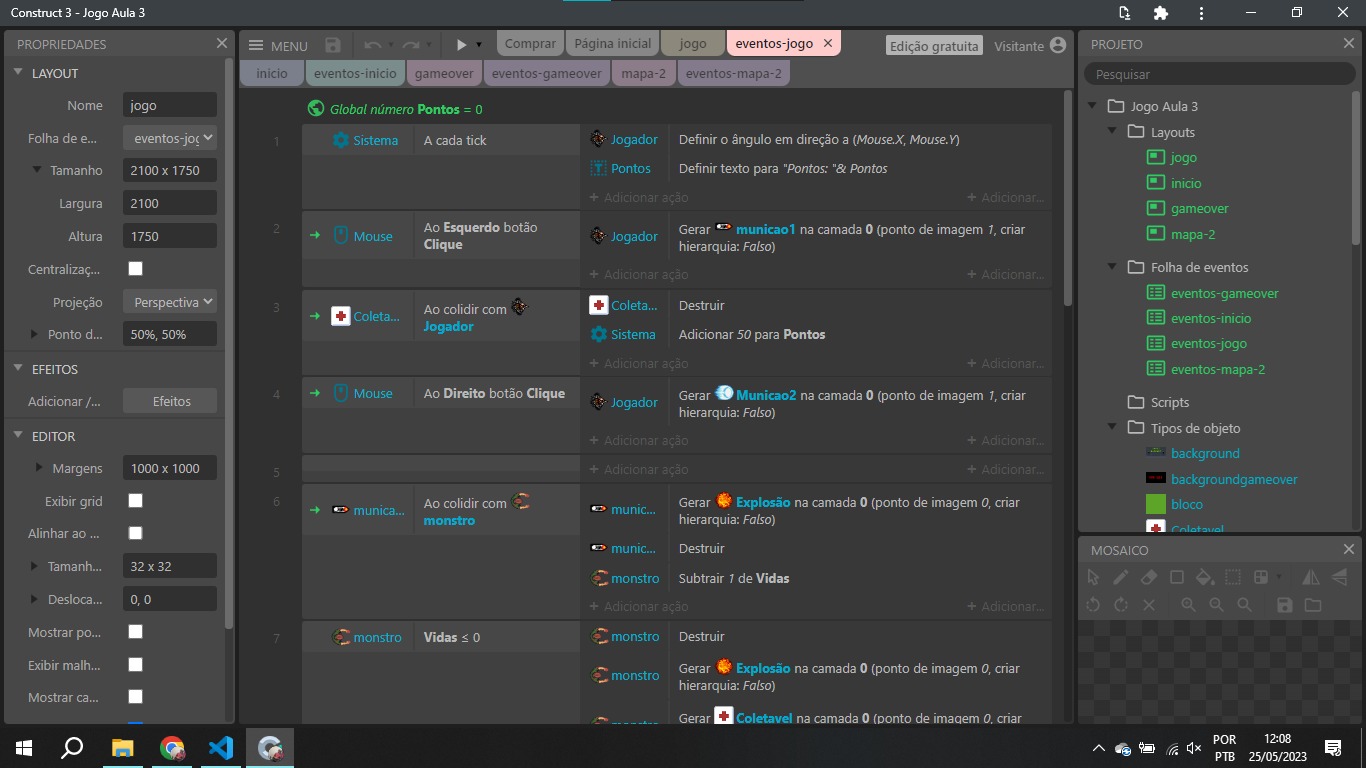 Construct 3 - Jogo Aula 3
PROPRIEDADES
LAYOUT
Nome
jogo
Folha de e...
eventos-jog
Tamanho
2100 x 1750
Largura
2100
Altura
1750
Centralizaç...
Projeção
Perspectiva
Ponto d...
50%, 50%
EFEITOS
Adicionar /...
Efeitos
EDITOR
Margens
1000 x 1000
Exibir grid
Alinhar ao ...
Tamanh...
32 x 32
Desloca...
0, 0
Mostrar po...
Exibir malh...
Mostrar ca...
MENU
Comprar
Página inicial
jogo
eventos-jogo
Edição gratuita
Visitante
inicio
eventos-inicio
gameover
eventos-gameover
mapa-2
eventos-mapa-2
Global número Pontos = 0
1
Sistema
A cada tick
Jogador
Definir o ângulo em direção a (Mouse.X, Mouse.Y)
Pontos
Definir texto para "Pontos: "& Pontos
+ Adicionar ação
+ Adicionar...
2
Mouse
Ao Esquerdo botão
Clique
Jogador
Gerar municao1 na camada 0 (ponto de imagem 1, criar
hierarquia: Falso)
+ Adicionar ação
+ Adicionar...
3
Coleta...
Ao colidir com
Jogador
Coleta...
Destruir
Sistema
Adicionar 50 para Pontos
+ Adicionar ação
+ Adicionar...
4
Mouse
Ao Direito botão Clique
Jogador
Gerar Municao2 na camada 0 (ponto de imagem 1, criar
hierarquia: Falso)
+ Adicionar ação
+ Adicionar...
5
+ Adicionar ação
+ Adicionar...
6
munica...
Ao colidir com
monstro
munic...
Gerar Explosão na camada 0 (ponto de imagem 0, criar
hierarquia: Falso)
munic...
Destruir
monstro
Subtrair 1 de Vidas
+ Adicionar ação
+ Adicionar...
7
monstro
Vidas ≤ 0
monstro
Destruir
monstro
Gerar Explosão na camada 0 (ponto de imagem 0, criar
hierarquia: Falso)
monstro
Gerar Coletavel na camada 0 (ponto de imagem 0, criar
PROJETO
Pesquisar
Jogo Aula 3
Layouts
jogo
inicio
gameover
mapa-2
Folha de eventos
eventos-gameover
eventos-inicio
eventos-jogo
eventos-mapa-2
Scripts
Tipos de objeto
background
backgroundgameover
bloco
Coletavel
MOSAICO
POR
PTB
12:08
25/05/2023